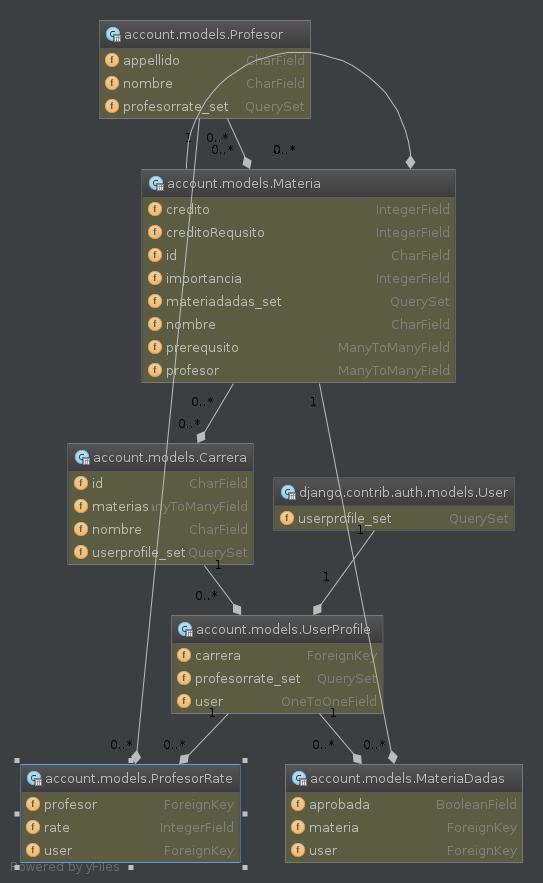 account.models.Profesor
appellido CharField
nombre CharField
profesorrate_set QuerySet
1 0..*
0..* 0..*
account.models.Materia
credito IntegerField
creditoRequsito IntegerField
id CharField
importancia IntegerField
materiadadas_set QuerySet
nombre CharField
prerequsito ManyToManyField
profesor ManyToManyField
0..* 1
0..*
account.models.Carrera
id CharField
materias anyToManyField
nombre CharField
userprofile_set QuerySet
django.contrib.auth.models.User
userprofile_set QuerySet
1
1
1
0..*
account.models.UserProfile
carrera ForeignKey
profesorrate_set QuerySet
user OneToOneField
1 1
0..* 0..* 0..* 0..*
account.models.ProfesorRate
profesor ForeignKey
rate IntegerField
user ForeignKey
account.models.MateriaDadas
aprobada BooleanField
materia ForeignKey
user ForeignKey
Powered by yFiles